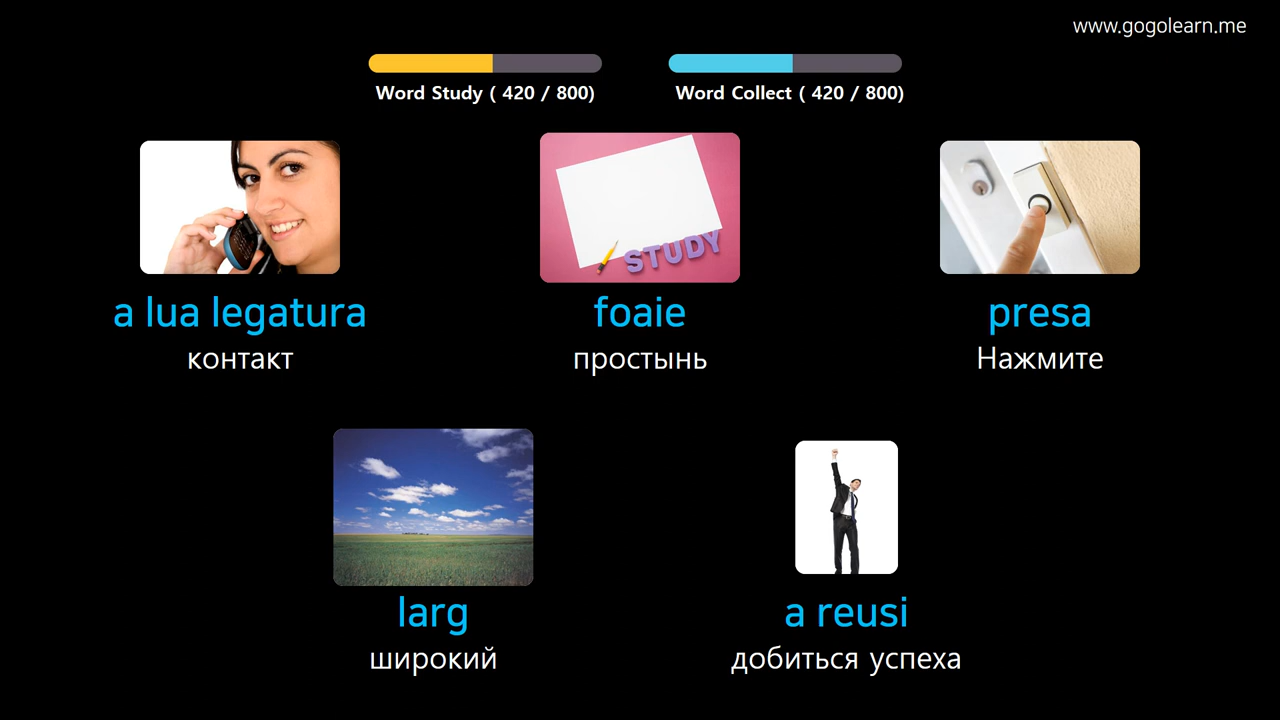 www.gogolearn.me
Word Study ( 420 / 800)
Word Collect ( 420 / 800)
STUDY
a lua legatura
контакт
foaie
простынь
presa
Нажмите
larg
широкий
a reusi
добиться успеха